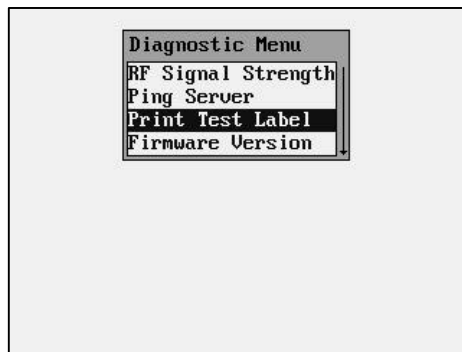 Diagnostic Menu
RF Signal Strength
Ping Server
Print Test Label
Firmware Version